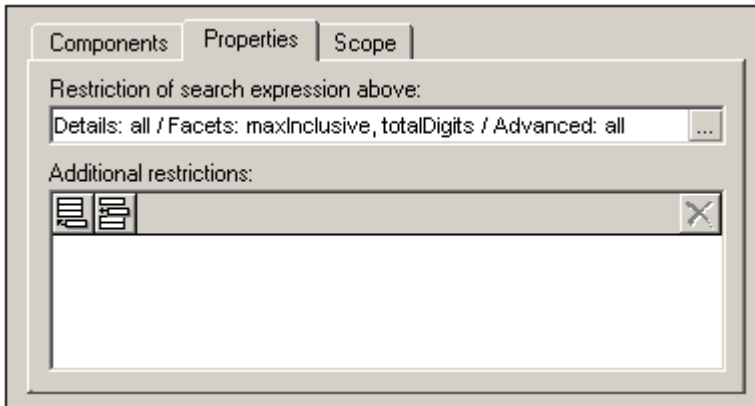 Components Properties Scope
Restriction of search expression above:
Details: all / Facets: maxInclusive, totalDigits / Advanced: all ...
Additional restrictions: